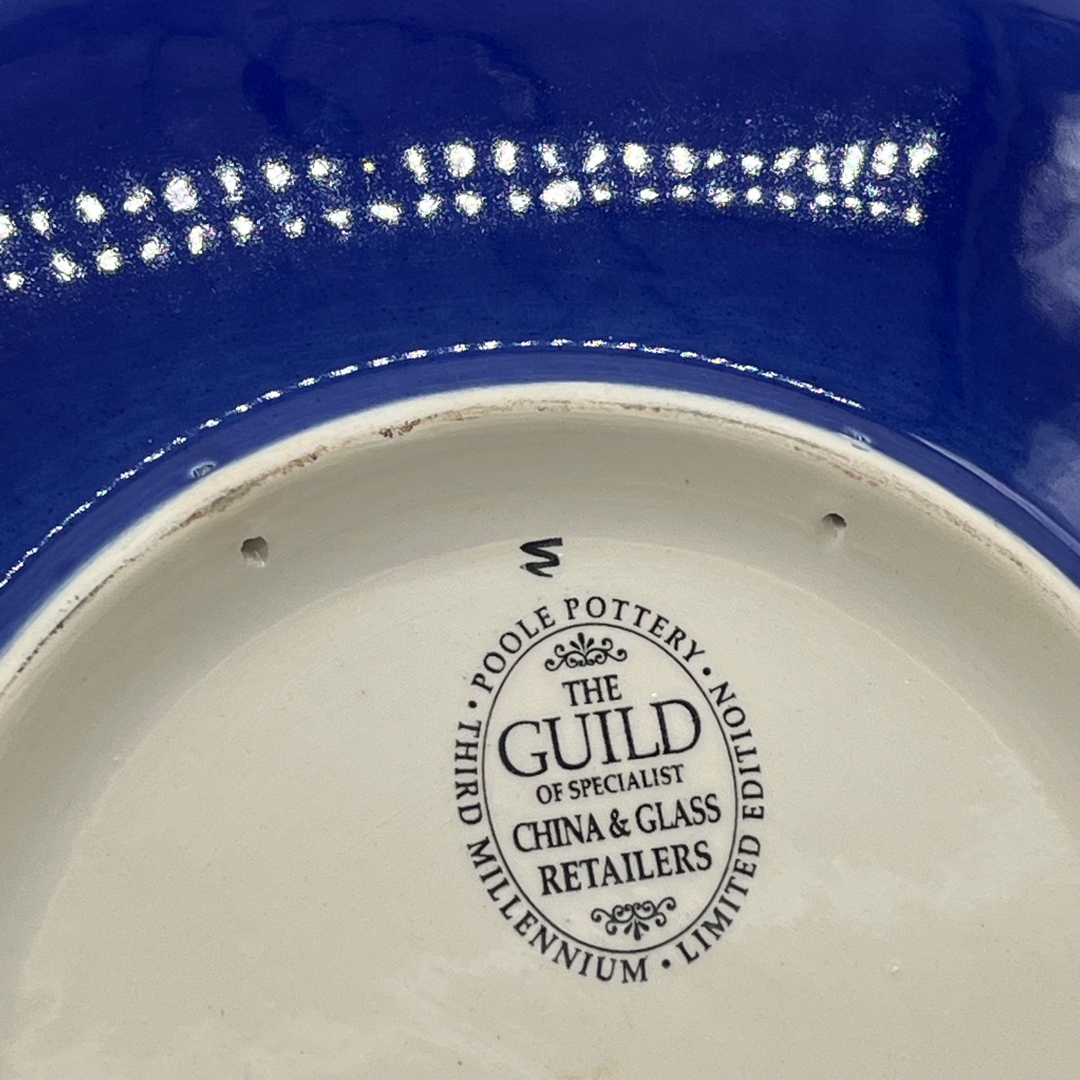 POOLE POTTERY • LIMITED EDITION • THIRD MILLENNIUM •
THE
GUILD
OF SPECIALIST
CHINA & GLASS
RETAILERS